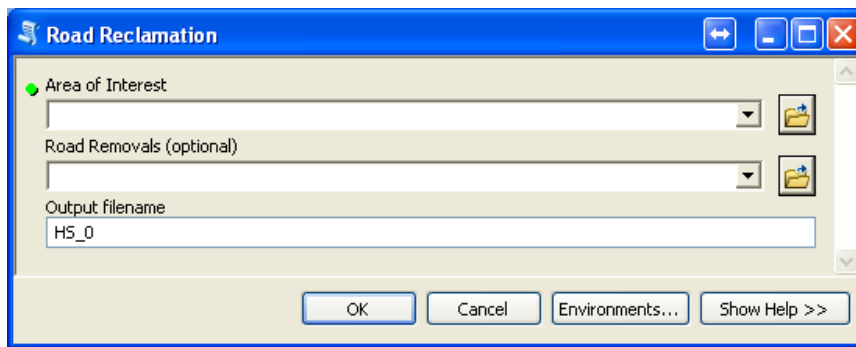 Road Reclamation
Area of Interest
Road Removals (optional)
Output filename
HS_0
OK Cancel Environments... Show Help >>